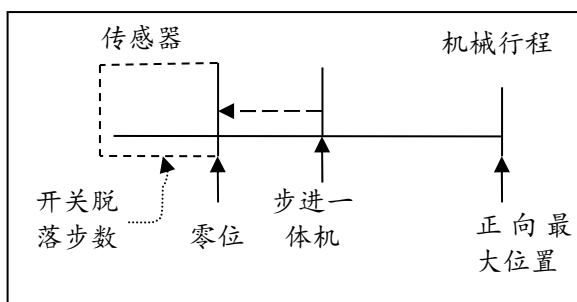 传感器
机械行程
开关脱
落步数
零位
步进一
体机
正向最
大位置